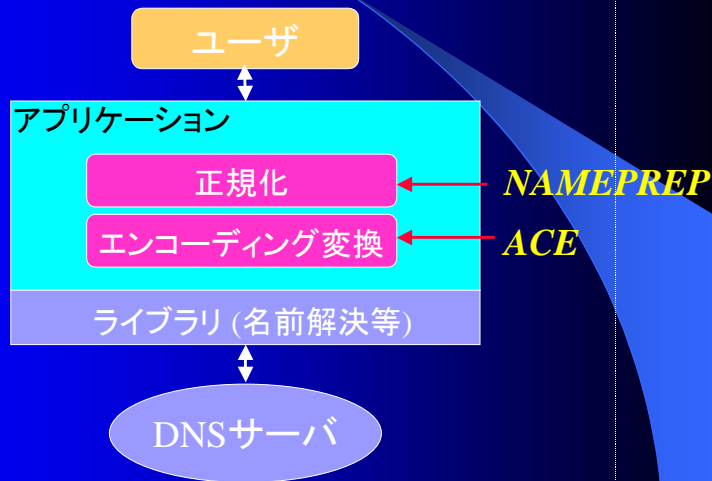 ユーザ
アプリケーション
正規化
NAMEPREP
エンコーディング変換
ACE
ライブラリ (名前解決等)
DNSサーバ